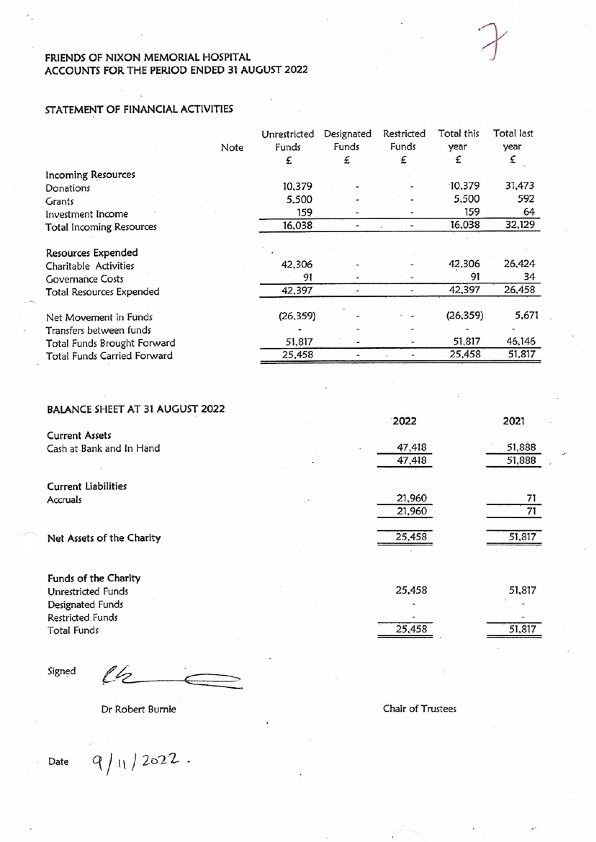 7
FRIENDS OF NIXON MEMORIAL HOSPITAL
ACCOUNTS FOR THE PERIOD ENDED 31 AUGUST 2022
STATEMENT OF FINANCIAL ACTIVITIES
Unrestricted Designated Restricted Total this Total last
Note Funds Funds Funds year year
£ £ £ £ £
Incoming Resources
Donations 10,379 - - 10,379 31,473
Grants 5,500 - - 5,500 592
Investment Income 159 - - 159 64
Total Incoming Resources 16,038 - - 16,038 32,129
Resources Expended
Charitable Activities 42,306 - - 42,306 26,424
Governance Costs 91 - - 91 34
Total Resources Expended 42,397 - - 42,397 26,458
Net Movement in Funds (26,359) - - (26,359) 5,671
Transfers between funds - - - - -
Total Funds Brought Forward 51,817 - - 51,817 46,146
Total Funds Carried Forward 25,458 - - 25,458 51,817
BALANCE SHEET AT 31 AUGUST 2022
2022 2021
Current Assets
Cash at Bank and In Hand 47,418 51,888
47,418 51,888
Current Liabilities
Accruals 21,960 71
21,960 71
Net Assets of the Charity 25,458 51,817
Funds of the Charity
Unrestricted Funds 25,458 51,817
Designated Funds - -
Restricted Funds - -
Total Funds 25,458 51,817
Signed
Dr Robert Burnie Chair of Trustees
Date 9/11/2022.